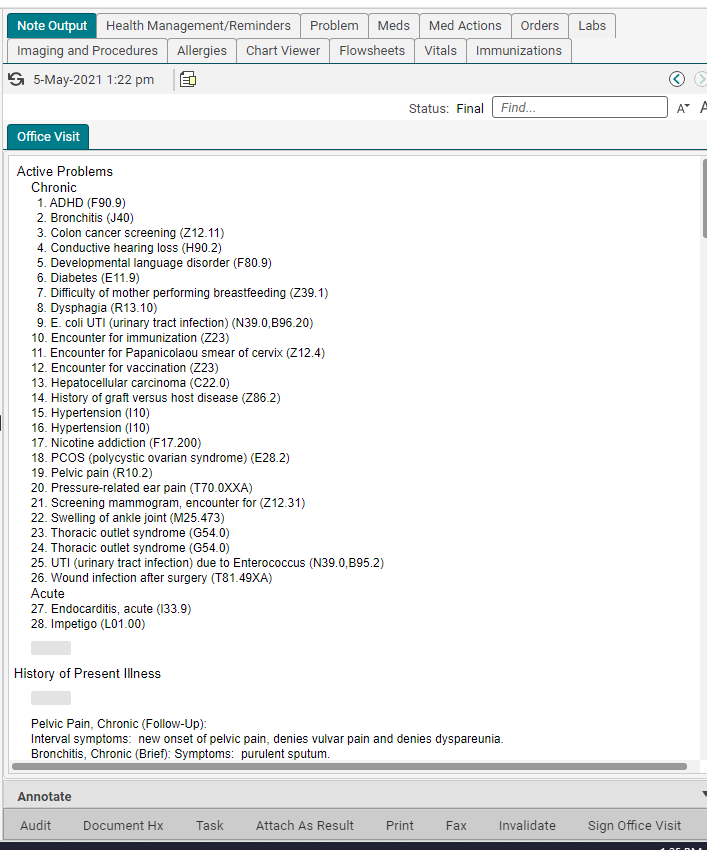 Note Output Health Management/Reminders Problem Meds Med Actions Orders Labs
Imaging and Procedures Allergies Chart Viewer Flowsheets Vitals Immunizations
5-May-2021 1:22 pm
Status: Final Find... A A
Office Visit
Active Problems
Chronic
1. ADHD (F90.9)
2. Bronchitis (J40)
3. Colon cancer screening (Z12.11)
4. Conductive hearing loss (H90.2)
5. Developmental language disorder (F80.9)
6. Diabetes (E11.9)
7. Difficulty of mother performing breastfeeding (Z39.1)
8. Dysphagia (R13.10)
9. E. coli UTI (urinary tract infection) (N39.0,B96.20)
10. Encounter for immunization (Z23)
11. Encounter for Papanicolaou smear of cervix (Z12.4)
12. Encounter for vaccination (Z23)
13. Hepatocellular carcinoma (C22.0)
14. History of graft versus host disease (Z86.2)
15. Hypertension (I10)
16. Hypertension (I10)
17. Nicotine addiction (F17.200)
18. PCOS (polycystic ovarian syndrome) (E28.2)
19. Pelvic pain (R10.2)
20. Pressure-related ear pain (T70.0XXA)
21. Screening mammogram, encounter for (Z12.31)
22. Swelling of ankle joint (M25.473)
23. Thoracic outlet syndrome (G54.0)
24. Thoracic outlet syndrome (G54.0)
25. UTI (urinary tract infection) due to Enterococcus (N39.0,B95.2)
26. Wound infection after surgery (T81.49XA)
Acute
27. Endocarditis, acute (I33.9)
28. Impetigo (L01.00)
History of Present Illness
Pelvic Pain, Chronic (Follow-Up):
Interval symptoms: new onset of pelvic pain, denies vulvar pain and denies dyspareunia.
Bronchitis, Chronic (Brief): Symptoms: purulent sputum.
Annotate
Audit Document Hx Task Attach As Result Print Fax Invalidate Sign Office Visit